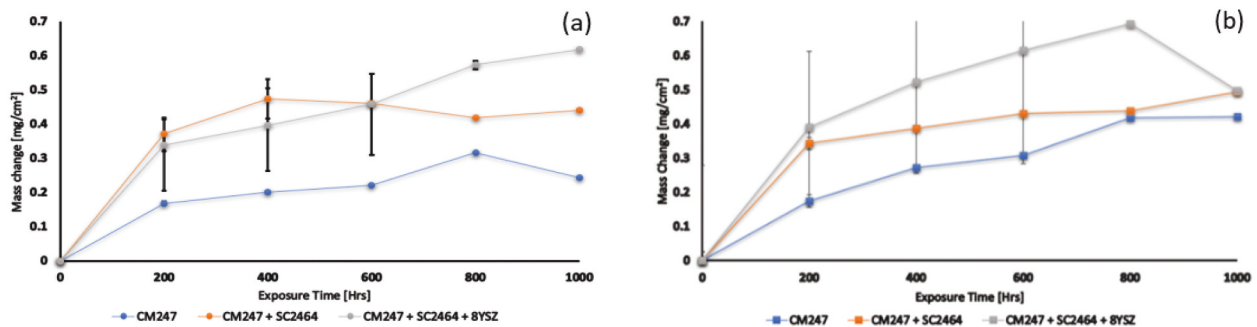 (a)
Mass change [mg/cm²]
0.7
0.6
0.5
0.4
0.3
0.2
0.1
0
0 200 400 600 800 1000
Exposure Time [Hrs]
CM247 CM247 + SC2464 CM247 + SC2464 + 8YSZ
(b)
Mass Change [mg/cm²]
0.7
0.6
0.5
0.4
0.3
0.2
0.1
0
0 200 400 600 800 1000
Exposure Time [Hrs]
CM247 CM247 + SC2464 CM247 + SC2464 + 8YSZ